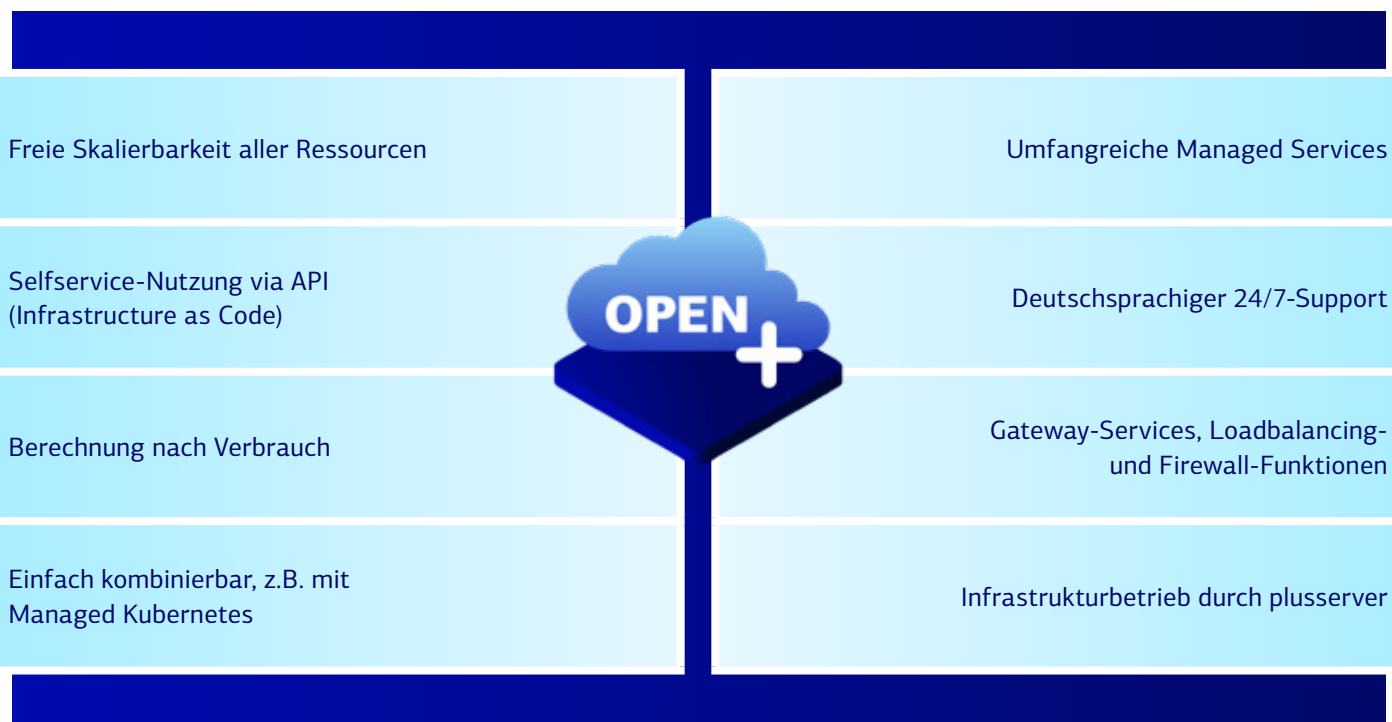 Freie Skalierbarkeit aller Ressourcen
Umfangreiche Managed Services
Selfservice-Nutzung via API
(Infrastructure as Code)
OPEN
Deutschsprachiger 24/7-Support
Berechnung nach Verbrauch
Gateway-Services, Loadbalancing-
und Firewall-Funktionen
Einfach kombinierbar, z.B. mit
Managed Kubernetes
Infrastrukturbetrieb durch plusserver